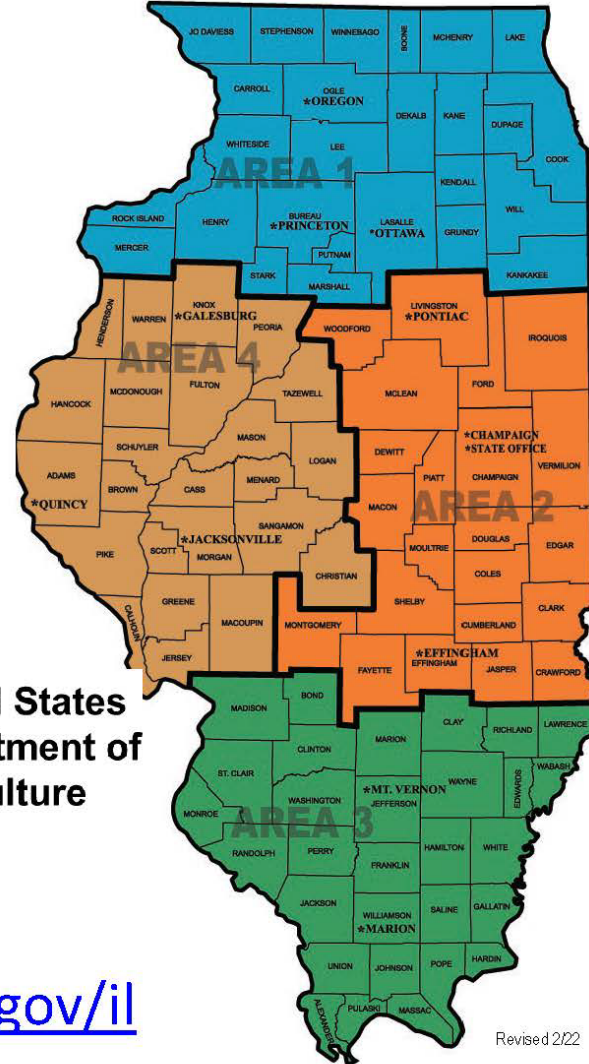 JO DAVIESS
STEPHENSON
WINNEBAGO
BOONE
MCHENRY
LAKE
CARROLL
OGLE
*OREGON
DEKALB
KANE
DUPAGE
COOK
WHITESIDE
LEE
AREA 1
KENDALL
WILL
ROCK ISLAND
HENRY
BUREAU
*PRINCETON
LASALLE
*OTTAWA
GRUNDY
MERCER
PUTNAM
STARK
MARSHALL
KANKAKEE
HENDERSON
WARREN
KNOX
*GALESBURG
PEORIA
WOODFORD
LIVINGSTON
*PONTIAC
IROQUOIS
AREA 4
HANCOCK
MCDONOUGH
FULTON
TAZEWELL
MCLEAN
FORD
SCHUYLER
MASON
LOGAN
DEWITT
*CHAMPAIGN
*STATE OFFICE
CHAMPAIGN
VERMILION
ADAMS
*QUINCY
BROWN
CASS
MENARD
PIATT
MACON
AREA 2
SANGAMON
*JACKSONVILLE
PIKE
SCOTT
MORGAN
CHRISTIAN
MOULTRIE
DOUGLAS
EDGAR
COLES
GREENE
MACOUPIN
SHELBY
CALHOUN
JERSEY
MONTGOMERY
CUMBERLAND
CLARK
FAYETTE
*EFFINGHAM
EFFINGHAM
JASPER
CRAWFORD
d States
tment of
ulture
MADISON
BOND
CLAY
RICHLAND
LAWRENCE
CLINTON
MARION
ST. CLAIR
WAYNE
EDWARDS
WABASH
WASHINGTON
*MT. VERNON
JEFFERSON
MONROE
AREA 3
RANDOLPH
PERRY
HAMILTON
WHITE
FRANKLIN
JACKSON
WILLIAMSON
*MARION
SALINE
GALLATIN
UNION
JOHNSON
POPE
HARDIN
ALEXANDER
PULASKI
MASSAC
gov/il
Revised 2/22